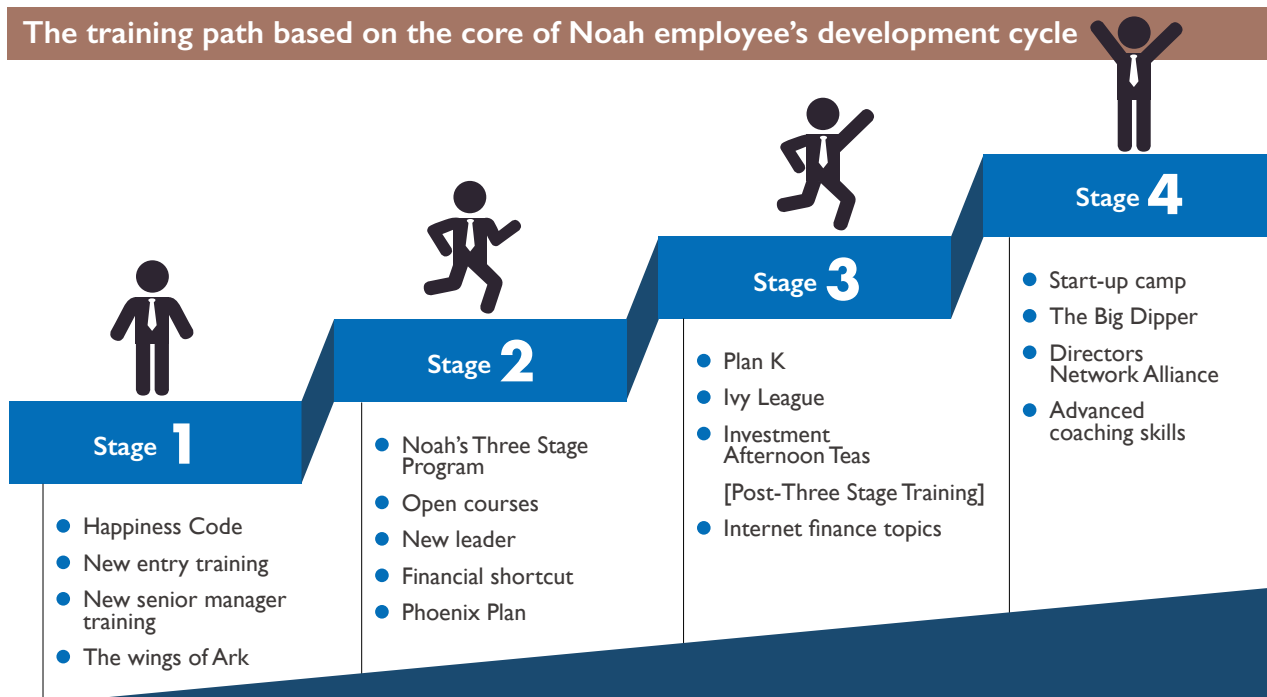 The training path based on the core of Noah employee's development cycle
Stage 1
Happiness Code
New entry training
New senior manager
training
The wings of Ark
Stage 2
Noah's Three Stage
Program
Open courses
New leader
Financial shortcut
Phoenix Plan
Stage 3
Plan K
Ivy League
Investment
Afternoon Teas
[Post-Three Stage Training]
Internet finance topics
Stage 4
Start-up camp
The Big Dipper
Directors
Network Alliance
Advanced
coaching skills